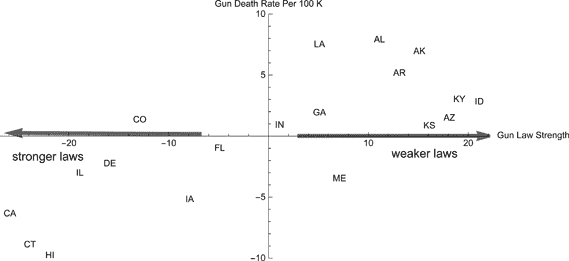 Gun Death Rate Per 100 K
10
AL
LA
AK
AR
5
KY
ID
GA
AZ
CO
IN
KS
Gun Law Strength
−20
−10
10
20
FL
stronger laws
weaker laws
DE
IL
ME
−5
IA
CA
CT
HI
−10